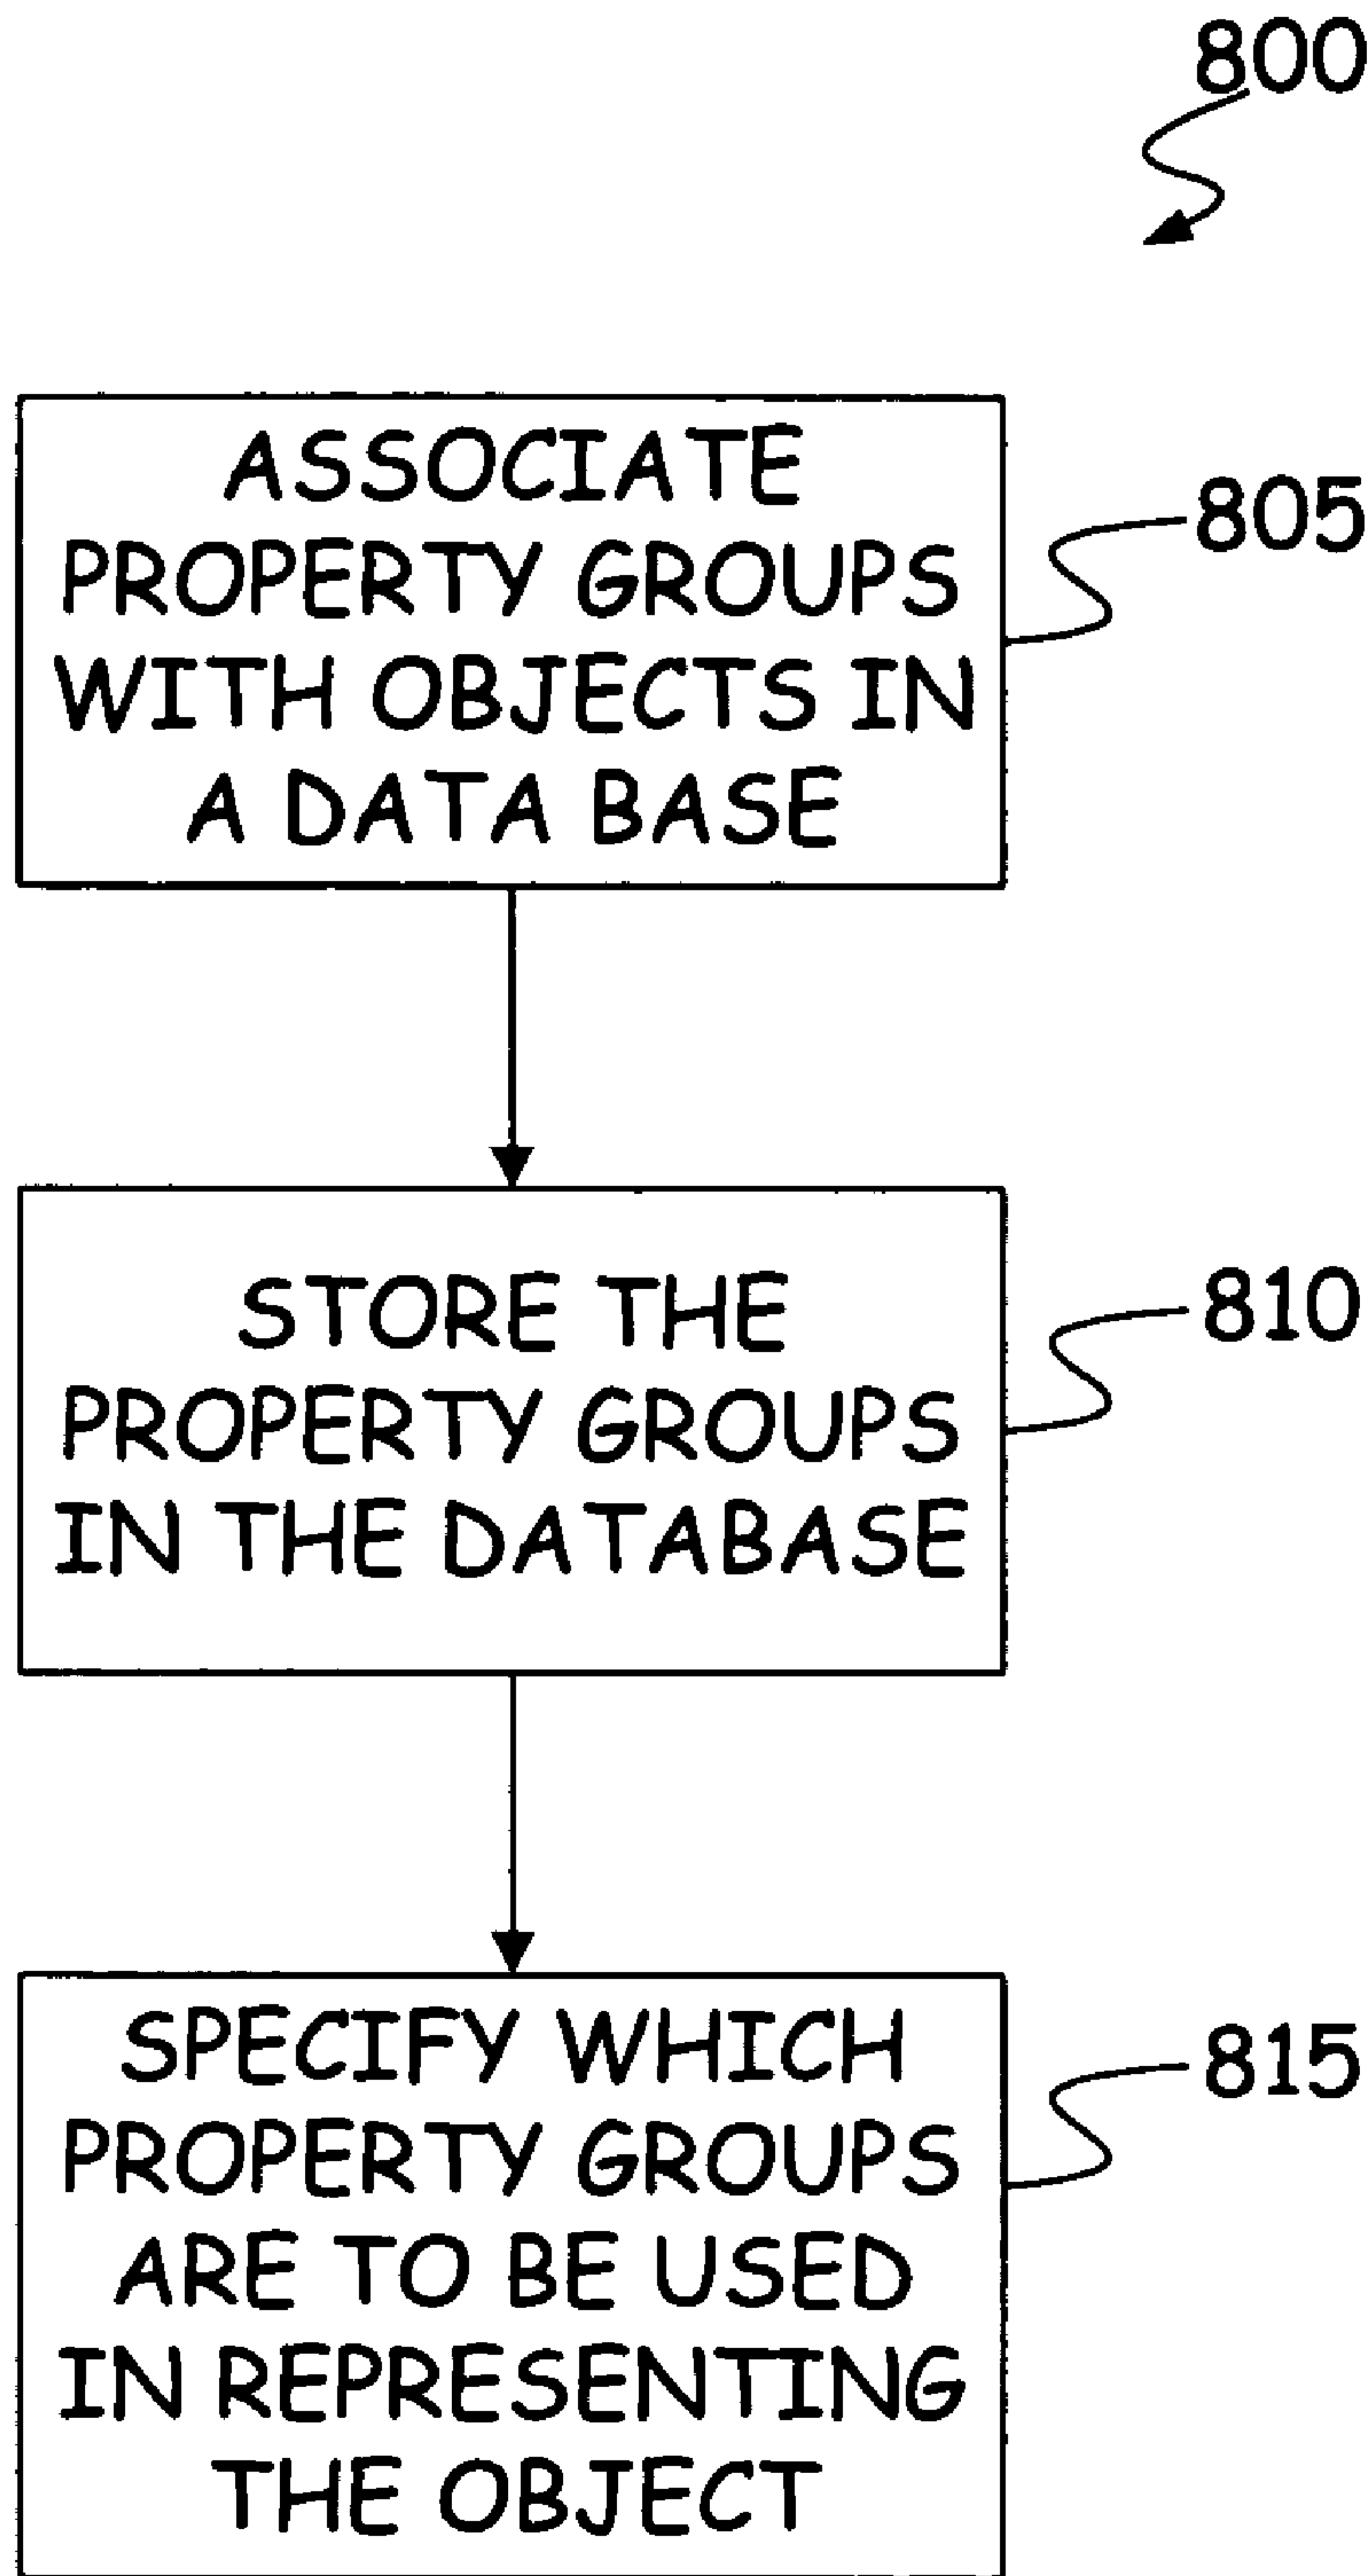 800
ASSOCIATE
PROPERTY GROUPS
WITH OBJECTS IN
A DATA BASE
805
STORE THE
PROPERTY GROUPS
IN THE DATABASE
810
SPECIFY WHICH
PROPERTY GROUPS
ARE TO BE USED
IN REPRESENTING
THE OBJECT
815